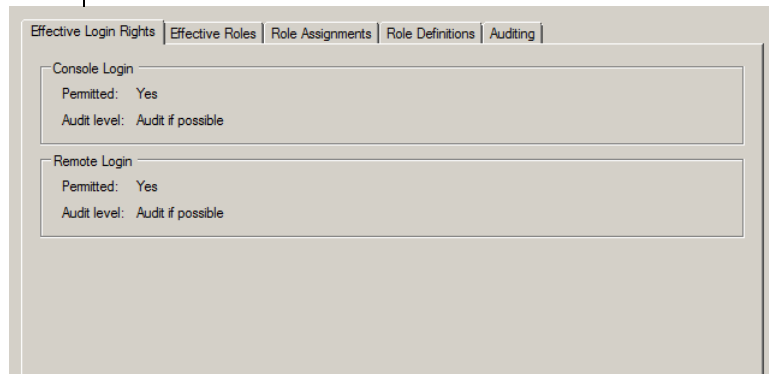 Effective Login Rights Effective Roles Role Assignments Role Definitions Auditing
Console Login
Permitted: Yes
Audit level: Audit if possible
Remote Login
Permitted: Yes
Audit level: Audit if possible